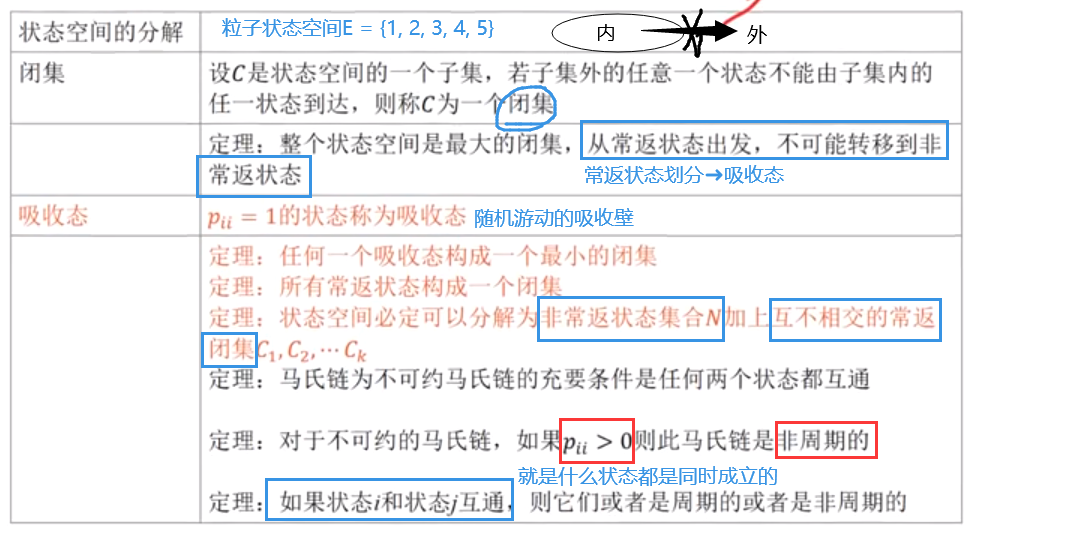 状态空间的分解
粒子状态空间E = {1, 2, 3, 4, 5}
内
外
闭集
设C是状态空间的一个子集，若子集外的任意一个状态不能由子集内的
任一状态到达，则称C为一个闭集
定理：整个状态空间是最大的闭集，从常返状态出发，不可能转移到非
常返状态
常返状态划分→吸收态
吸收态
p_{ii} = 1的状态称为吸收态
随机游动的吸收壁
定理：任何一个吸收态构成一个最小的闭集
定理：所有常返状态构成一个闭集
定理：状态空间必定可以分解为非常返状态集合N加上互不相交的常返
闭集C_1, C_2, ⋯ C_k
定理：马氏链为不可约马氏链的充要条件是任何两个状态都互通
定理：对于不可约的马氏链，如果p_{ii} > 0则此马氏链是非周期的
就是什么状态都是同时成立的
定理：如果状态i和状态j互通，则它们或者是周期的或者是非周期的